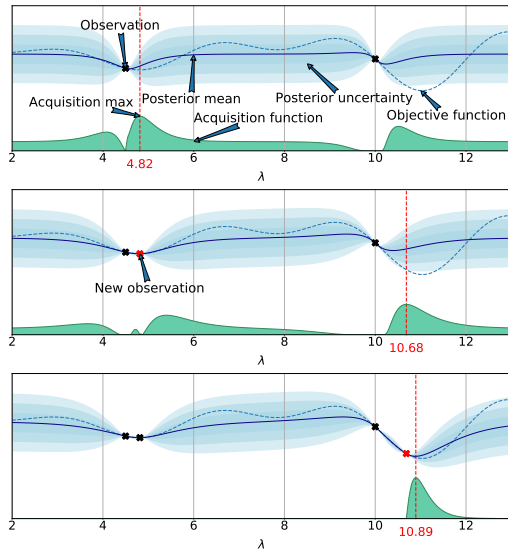 Observation
Acquisition max
Posterior mean
Posterior uncertainty
Acquisition function
Objective function
2 4 6 8 10 12
4.82
λ
New observation
2 4 6 8 10 12
10.68
λ
2 4 6 8 10 12
10.89
λ